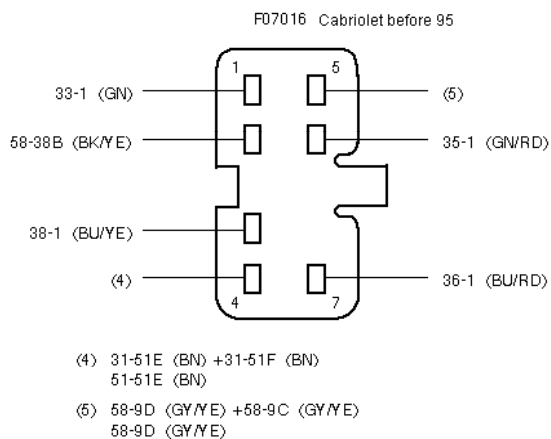 F07016 Cabriolet before 95
1 5
33-1 (GN) (5)
58-38B (BK/YE) 35-1 (GN/RD)
38-1 (BU/YE)
(4) 36-1 (BU/RD)
4 7
(4) 31-51E (BN) +31-51F (BN)
51-51E (BN)
(5) 58-9D (GY/YE) +58-9C (GY/YE)
58-9D (GY/YE)